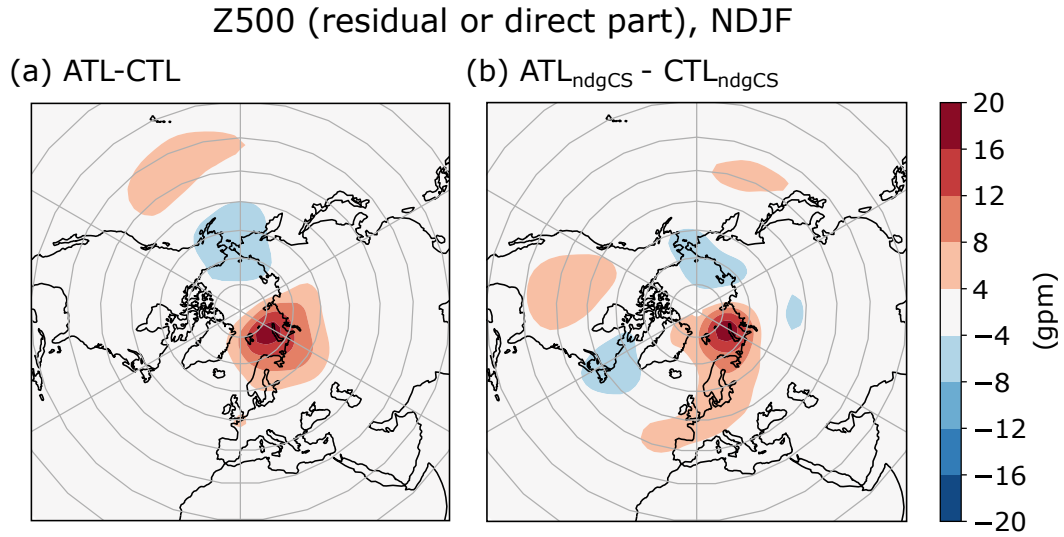 Z500 (residual or direct part), NDJF
(a) ATL-CTL
(b) ATLndgCS - CTLndgCS
20
16
12
8
4
−4
−8
−12
−16
−20
(gpm)